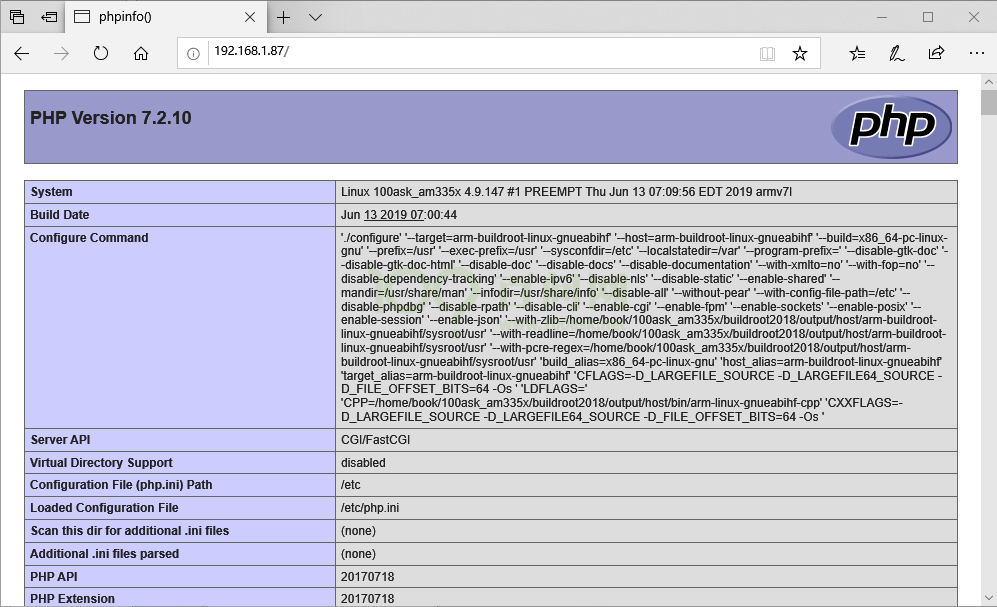 phpinfo()
192.168.1.87/
PHP Version 7.2.10
php
System
Linux 100ask_am335x 4.9.147 #1 PREEMPT Thu Jun 13 07:09:56 EDT 2019 armv7l
Build Date
Jun 13 2019 07:00:44
Configure Command
'./configure' '--target=arm-buildroot-linux-gnueabihf' '--host=arm-buildroot-linux-gnueabihf' '--build=x86_64-pc-linux-
gnu' '--prefix=/usr' '--exec-prefix=/usr' '--sysconfdir=/etc' '--localstatedir=/var' '--program-prefix=' '--disable-gtk-doc' '-
-disable-gtk-doc-html' '--disable-doc' '--disable-docs' '--disable-documentation' '--with-xmlto=no' '--with-fop=no' '--
disable-dependency-tracking' '--enable-ipv6' '--disable-nls' '--disable-static' '--enable-shared' '--
mandir=/usr/share/man' '--infodir=/usr/share/info' '--disable-all' '--without-pear' '--with-config-file-path=/etc' '--
disable-phpdbg' '--disable-rpath' '--disable-cli' '--enable-cgi' '--enable-fpm' '--enable-sockets' '--enable-posix' '--
enable-session' '--enable-json' '--with-zlib=/home/book/100ask_am335x/buildroot2018/output/host/arm-buildroot-
linux-gnueabihf/sysroot/usr' '--with-readline=/home/book/100ask_am335x/buildroot2018/output/host/arm-buildroot-
linux-gnueabihf/sysroot/usr' '--with-pcre-regex=/home/book/100ask_am335x/buildroot2018/output/host/arm-
buildroot-linux-gnueabihf/sysroot/usr' 'build_alias=x86_64-pc-linux-gnu' 'host_alias=arm-buildroot-linux-gnueabihf'
'target_alias=arm-buildroot-linux-gnueabihf' 'CFLAGS=-D_LARGEFILE_SOURCE -D_LARGEFILE64_SOURCE -
D_FILE_OFFSET_BITS=64 -Os ' 'LDFLAGS='
'CPP=/home/book/100ask_am335x/buildroot2018/output/host/bin/arm-linux-gnueabihf-cpp' 'CXXFLAGS=-
D_LARGEFILE_SOURCE -D_LARGEFILE64_SOURCE -D_FILE_OFFSET_BITS=64 -Os '
Server API
CGI/FastCGI
Virtual Directory Support
disabled
Configuration File (php.ini) Path
/etc
Loaded Configuration File
/etc/php.ini
Scan this dir for additional .ini files
(none)
Additional .ini files parsed
(none)
PHP API
20170718
PHP Extension
20170718